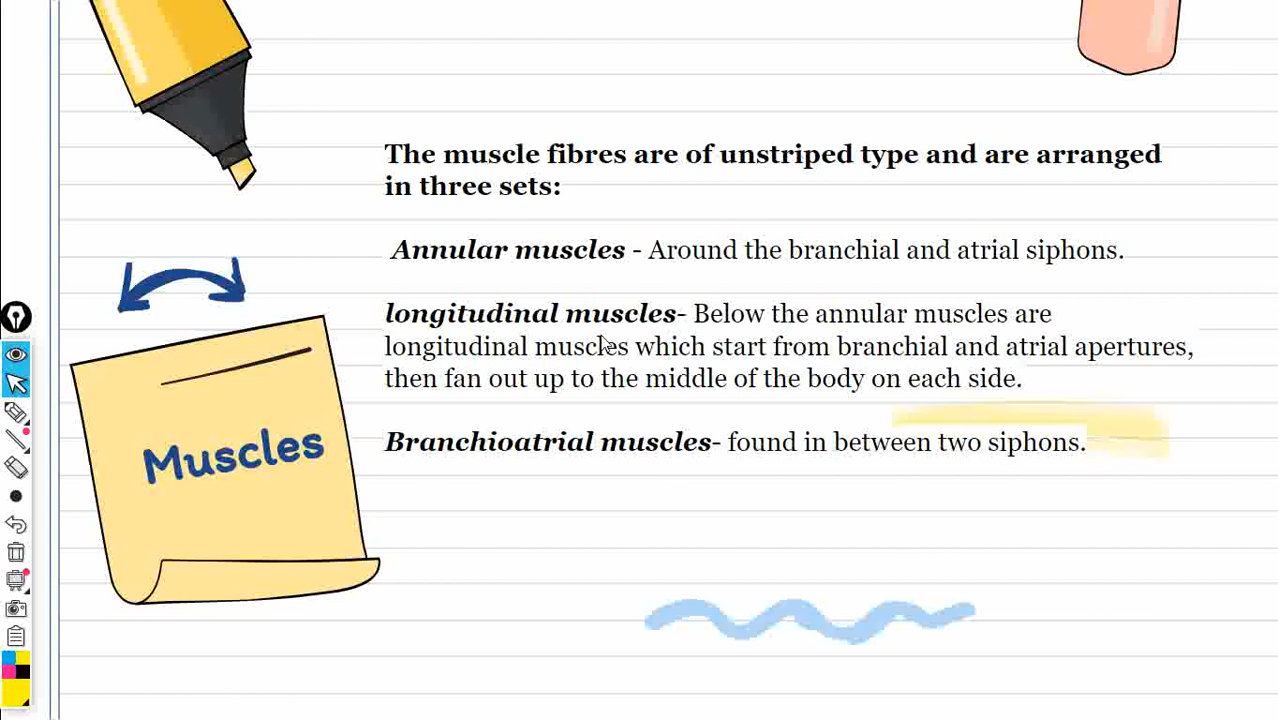 The muscle fibres are of unstriped type and are arranged
in three sets:
Annular muscles - Around the branchial and atrial siphons.
longitudinal muscles- Below the annular muscles are
longitudinal muscles which start from branchial and atrial apertures,
then fan out up to the middle of the body on each side.
Branchioatrial muscles- found in between two siphons.
Muscles